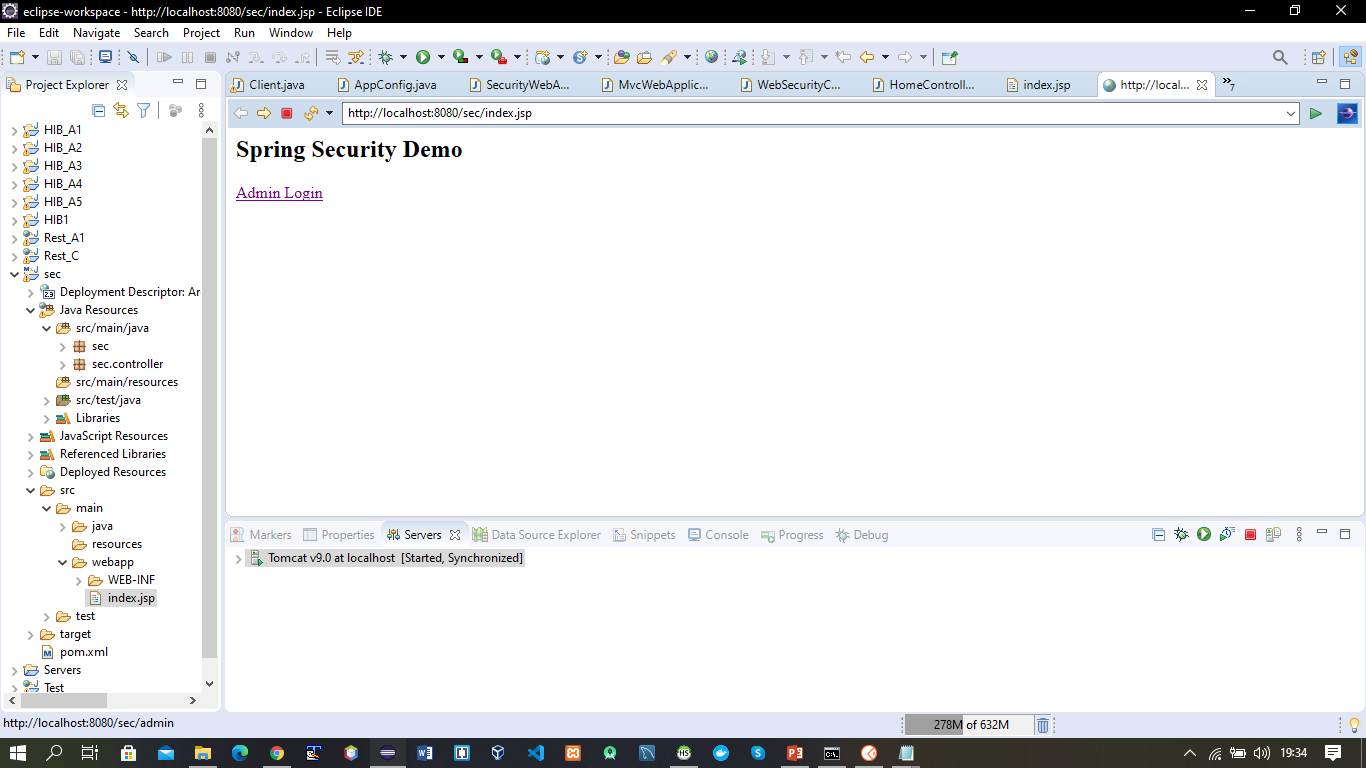 eclipse-workspace - http://localhost:8080/sec/index.jsp - Eclipse IDE
File Edit Navigate Search Project Run Window Help
Project Explorer
Client.java AppConfig.java SecurityWebA... MvcWebApplic... WebSecurityC... HomeControll... index.jsp http://local... »7
http://localhost:8080/sec/index.jsp
HIB_A1
HIB_A2
HIB_A3
HIB_A4
HIB_A5
HIB1
Rest_A1
Rest_C
sec
Deployment Descriptor: Ar
Java Resources
src/main/java
sec
sec.controller
src/main/resources
src/test/java
Libraries
JavaScript Resources
Referenced Libraries
Deployed Resources
src
main
java
resources
webapp
WEB-INF
index.jsp
test
target
pom.xml
Servers
Test
Spring Security Demo
Admin Login
Markers Properties Servers Data Source Explorer Snippets Console Progress Debug
Tomcat v9.0 at localhost [Started, Synchronized]
http://localhost:8080/sec/admin
278M of 632M
19:34